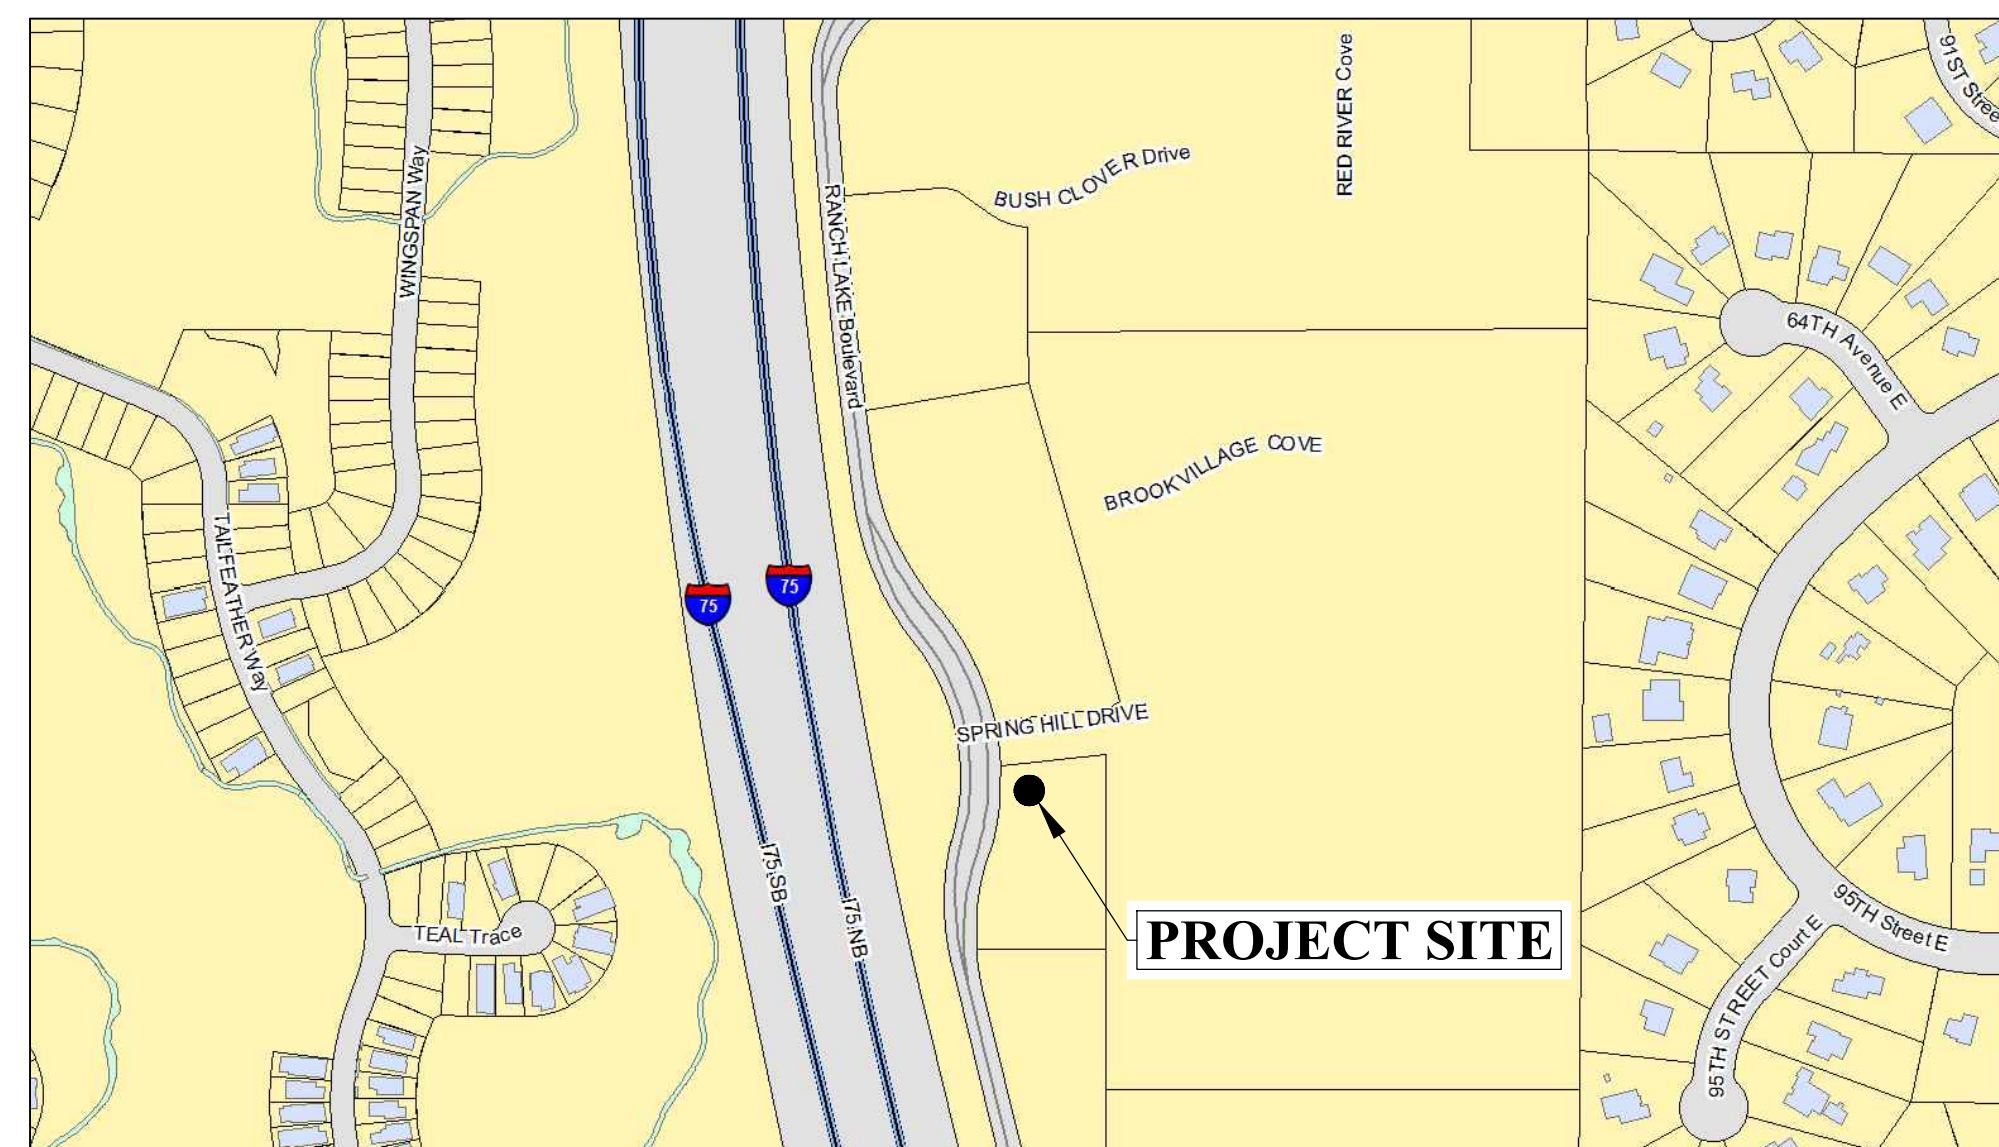 91ST Stree
RED RIVER Cove
BUSH CLOVER Drive
WINGSPAN Way
RANCH LAKE Boulevard
64TH Avenue E
BROOKVILLAGE COVE
TAILFEATHER Way
75
75
SPRING HILL DRIVE
I75 SB
I75 NB
TEAL Trace
PROJECT SITE
95TH Street E
95TH STREET Court E